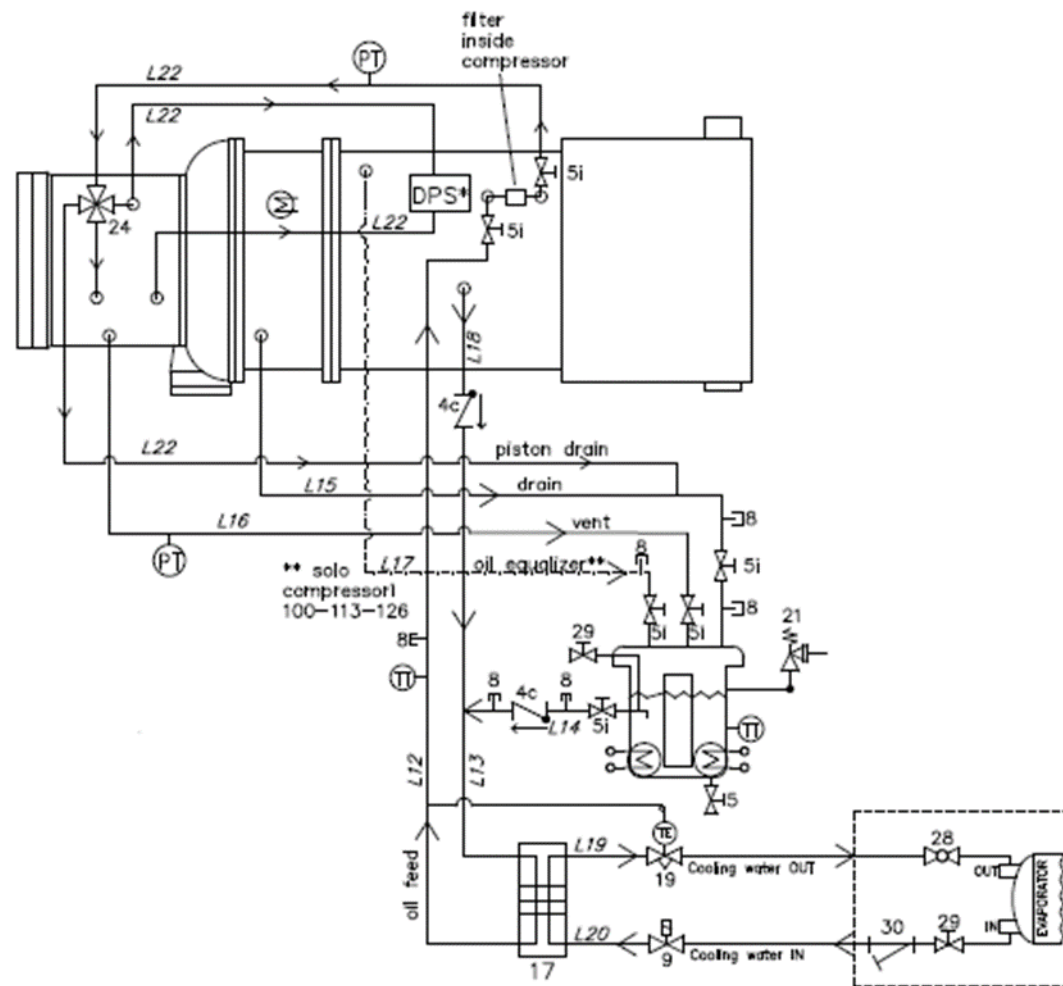 filter
inside
compressor
PT
L22
L22
5i
DPS*
24
L22
5i
L18
4c
L22
piston drain
L15
drain
8
L16
vent
PT
8
5i
** solo
compressor1
100-113-126
L17
oil equalizer**
8
8
29
5i
5i
21
TT
8
4c
8
5i
L14
TT
L12
L13
5
TE
oil feed
L19
19
Cooling water OUT
28
OUT
EVAPORATOR
IN
L20
9
Cooling water IN
30
29
17